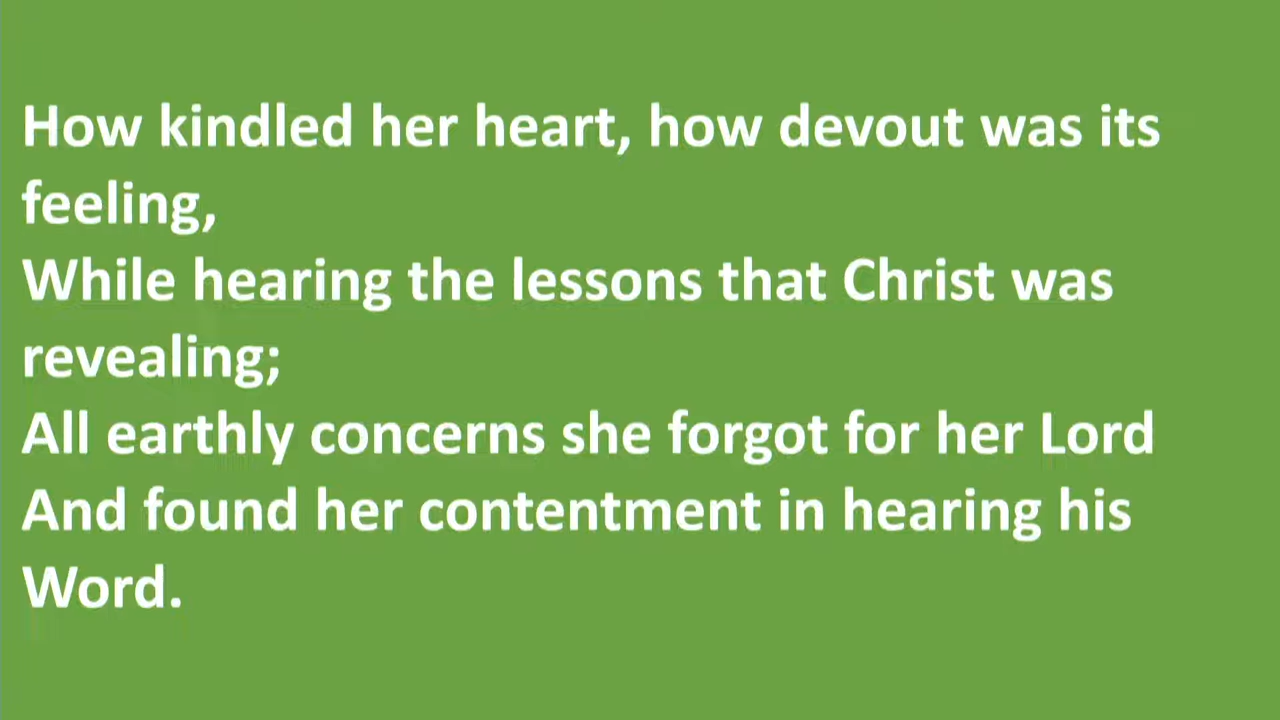 How kindled her heart, how devout was its
feeling,
While hearing the lessons that Christ was
revealing;
All earthly concerns she forgot for her Lord
And found her contentment in hearing his
Word.